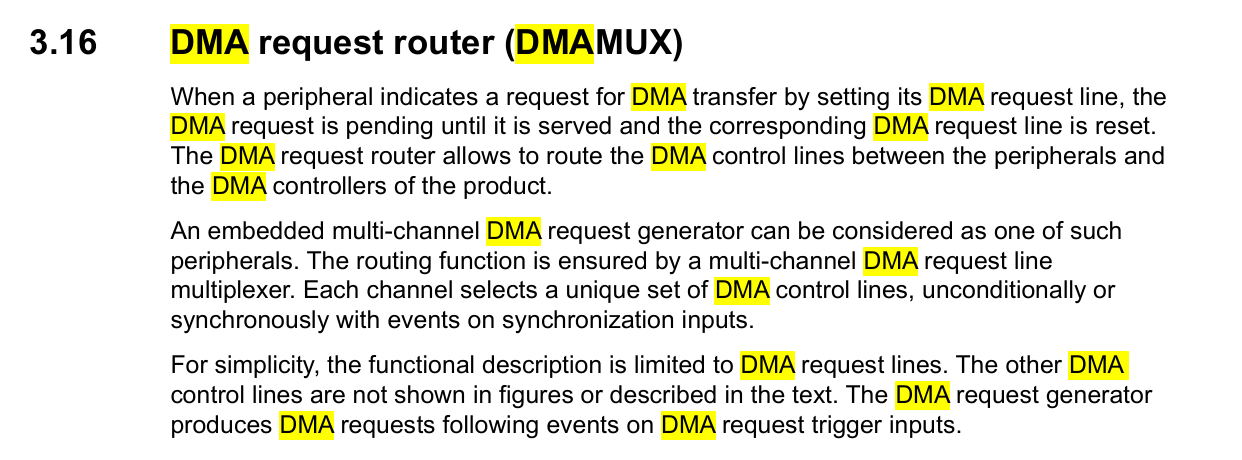 3.16 DMA request router (DMAMUX)
When a peripheral indicates a request for DMA transfer by setting its DMA request line, the
DMA request is pending until it is served and the corresponding DMA request line is reset.
The DMA request router allows to route the DMA control lines between the peripherals and
the DMA controllers of the product.
An embedded multi-channel DMA request generator can be considered as one of such
peripherals. The routing function is ensured by a multi-channel DMA request line
multiplexer. Each channel selects a unique set of DMA control lines, unconditionally or
synchronously with events on synchronization inputs.
For simplicity, the functional description is limited to DMA request lines. The other DMA
control lines are not shown in figures or described in the text. The DMA request generator
produces DMA requests following events on DMA request trigger inputs.